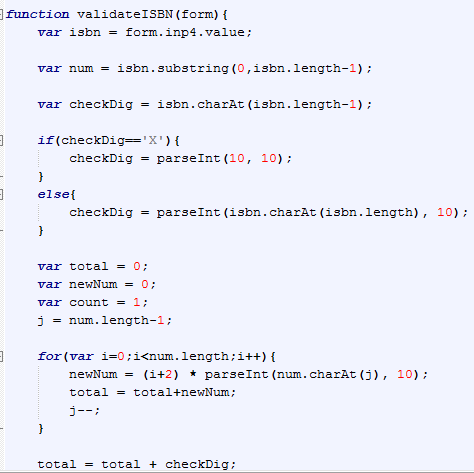 function validateISBN(form){
var isbn = form.inp4.value;
var num = isbn.substring(0,isbn.length-1);
var checkDig = isbn.charAt(isbn.length-1);
if(checkDig=='X'){
checkDig = parseInt(10, 10);
}
else{
checkDig = parseInt(isbn.charAt(isbn.length), 10);
}
var total = 0;
var newNum = 0;
var count = 1;
j = num.length-1;
for(var i=0;i<num.length;i++){
newNum = (i+2) * parseInt(num.charAt(j), 10);
total = total+newNum;
j--;
}
total = total + checkDig;